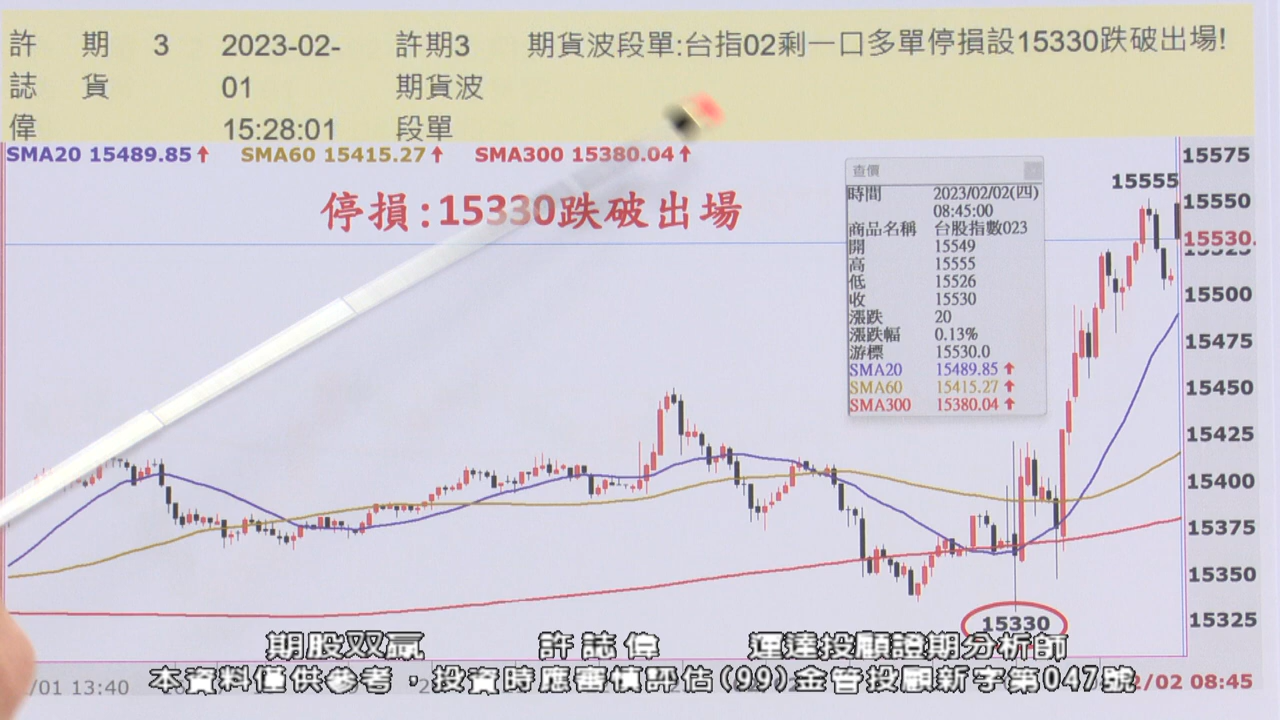 許 期 3 2023-02- 許期3 期貨波段單:台指02剩一口多單停損設15330跌破出場!
誌 貨 01 期貨波
偉 15:28:01 段單
SMA20 15489.85↑ SMA60 15415.27↑ SMA300 15380.04↑
停損:15330跌破出場
查價
時間 2023/02/02(四)
08:45:00
商品名稱 台股指數023
開 15549
高 15555
低 15526
收 15530
漲跌 20
漲跌幅 0.13%
游標 15530.0
SMA20 15489.85↑
SMA60 15415.27↑
SMA300 15380.04↑
15555
15575
15550
15530.
15525
15500
15475
15450
15425
15400
15375
15350
15325
15330
期股双贏 許誌偉 運達投顧證期分析師
本資料僅供參考,投資時應審慎評估(99)金管投顧新字第047號
/01 13:40
2/02 08:45